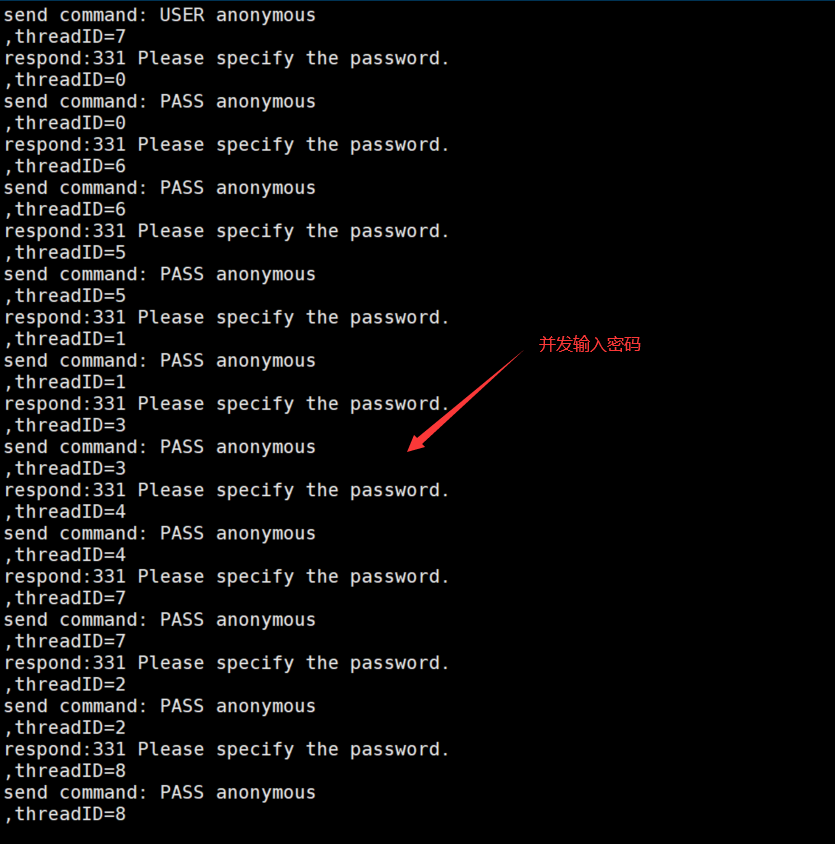 send command: USER anonymous
,threadID=7
respond:331 Please specify the password.
,threadID=0
send command: PASS anonymous
,threadID=0
respond:331 Please specify the password.
,threadID=6
send command: PASS anonymous
,threadID=6
respond:331 Please specify the password.
,threadID=5
send command: PASS anonymous
,threadID=5
respond:331 Please specify the password.
,threadID=1
并发输入密码
send command: PASS anonymous
,threadID=1
respond:331 Please specify the password.
,threadID=3
send command: PASS anonymous
,threadID=3
respond:331 Please specify the password.
,threadID=4
send command: PASS anonymous
,threadID=4
respond:331 Please specify the password.
,threadID=7
send command: PASS anonymous
,threadID=7
respond:331 Please specify the password.
,threadID=2
send command: PASS anonymous
,threadID=2
respond:331 Please specify the password.
,threadID=8
send command: PASS anonymous
,threadID=8